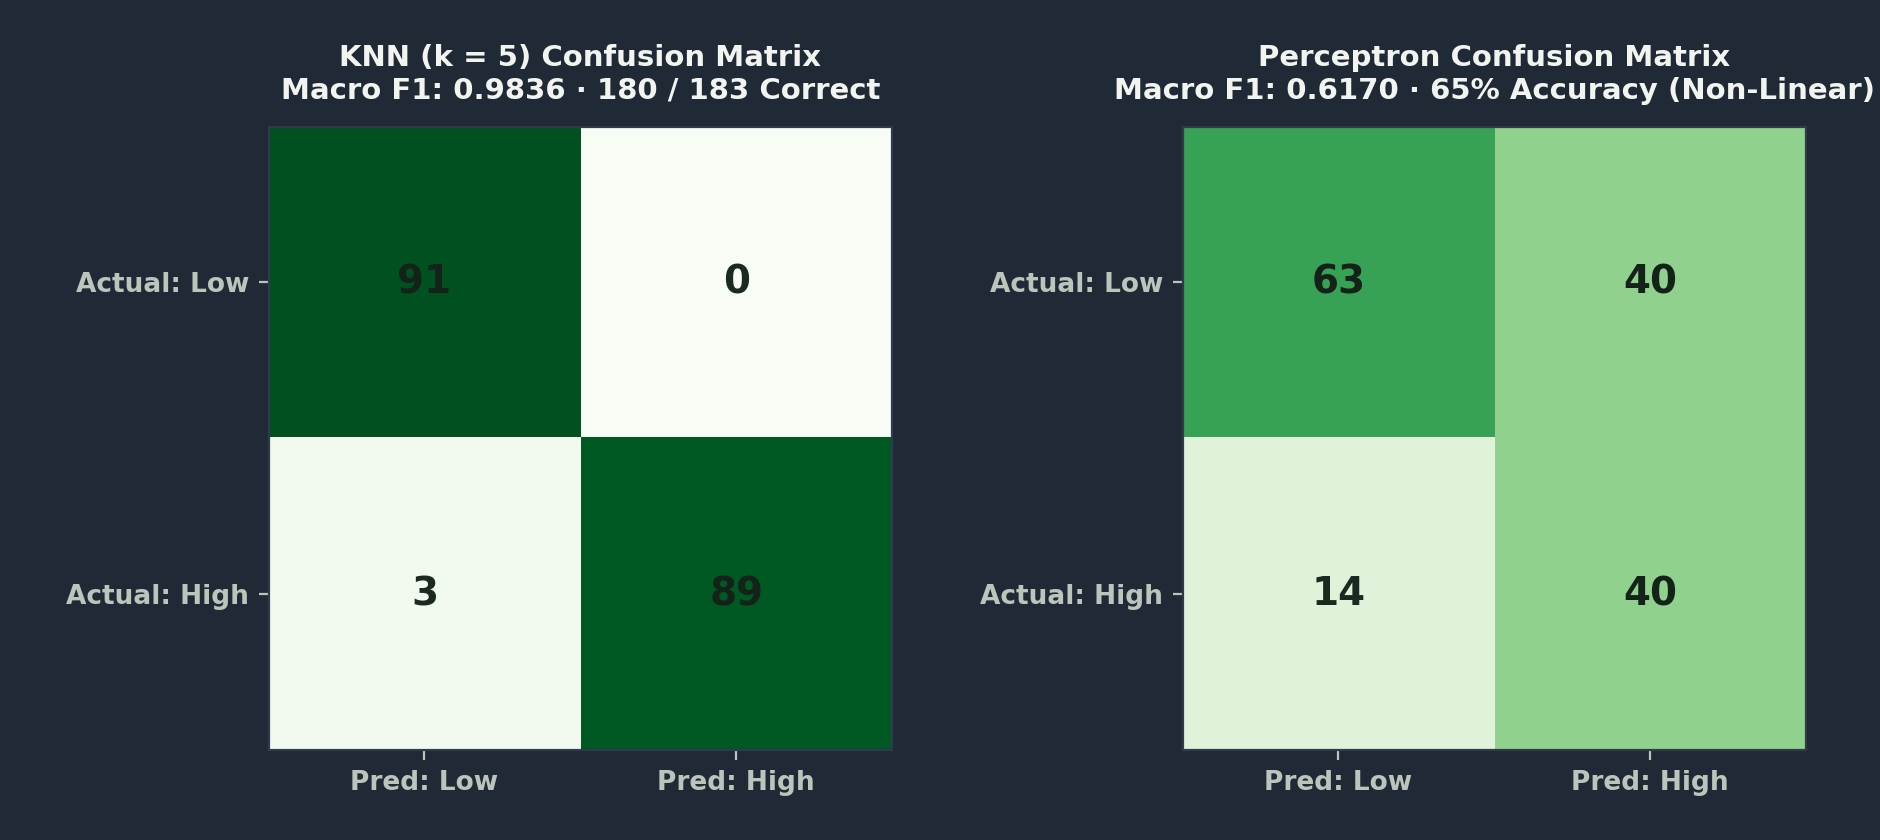 KNN (k = 5) Confusion Matrix
Macro F1: 0.9836 · 180 / 183 Correct
Actual: Low
91
0
Actual: High
3
89
Pred: Low
Pred: High
Perceptron Confusion Matrix
Macro F1: 0.6170 · 65% Accuracy (Non-Linear)
Actual: Low
63
40
Actual: High
14
40
Pred: Low
Pred: High